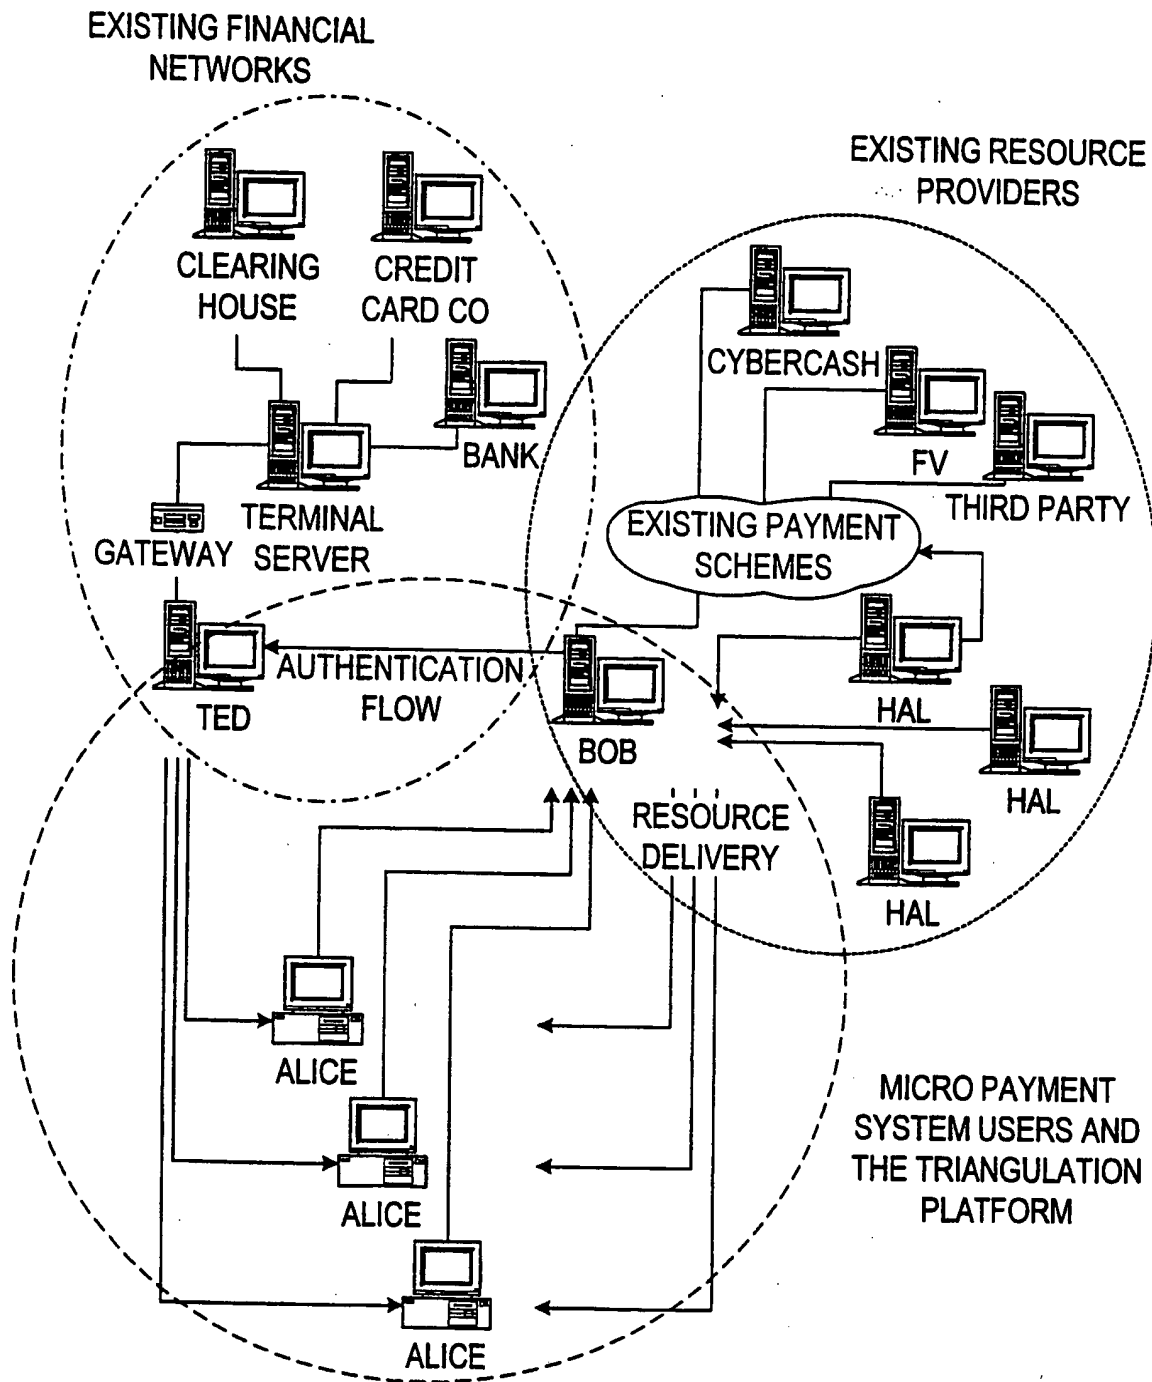 EXISTING FINANCIAL
NETWORKS
EXISTING RESOURCE
PROVIDERS
CLEARING
HOUSE
CREDIT
CARD CO
CYBERCASH
BANK
FV
THIRD PARTY
TERMINAL
SERVER
GATEWAY
EXISTING PAYMENT
SCHEMES
AUTHENTICATION
FLOW
TED
BOB
HAL
HAL
HAL
RESOURCE
DELIVERY
ALICE
ALICE
ALICE
MICRO PAYMENT
SYSTEM USERS AND
THE TRIANGULATION
PLATFORM